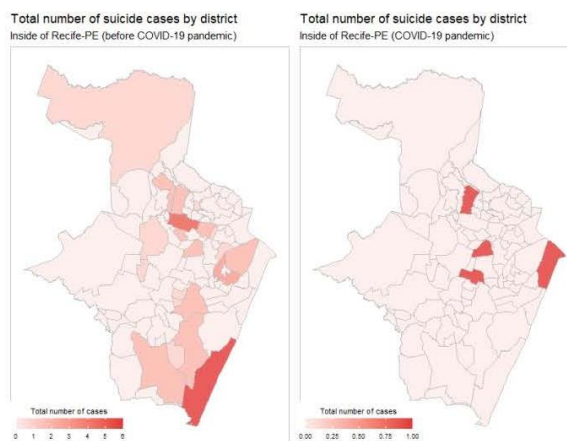 Total number of suicide cases by district
Inside of Recife-PE (before COVID-19 pandemic)
Total number of cases
0 1 2 3 4 5 6
Total number of suicide cases by district
Inside of Recife-PE (COVID-19 pandemic)
Total number of cases
0.00 0.25 0.50 0.75 1.00